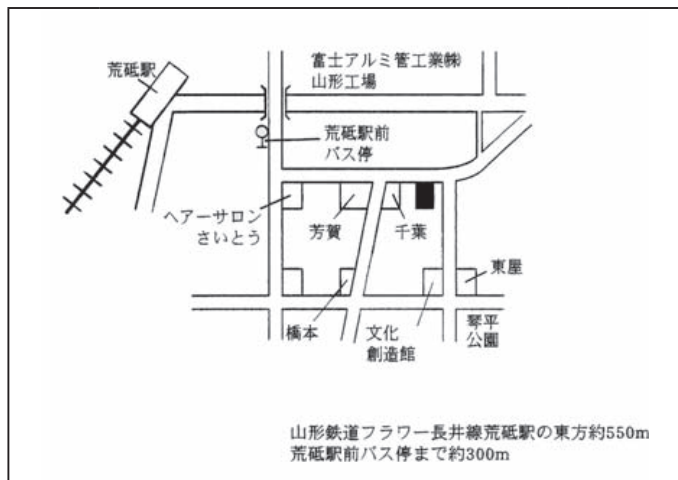 荒砥駅
富士アルミ管工業㈱
山形工場
荒砥駅前
バス停
ヘアーサロン
さいとう
芳賀
千葉
東屋
橋本
文化
創造館
琴平
公園
山形鉄道フラワー長井線荒砥駅の東方約550m
荒砥駅前バス停まで約300m